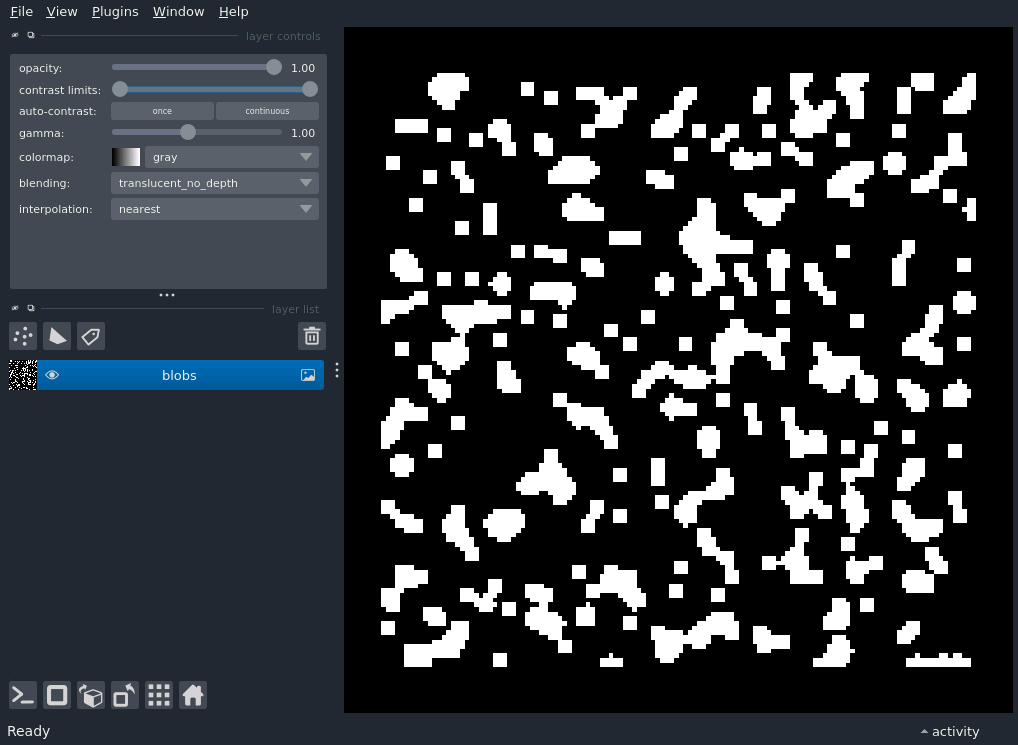 File View Plugins Window Help
layer controls
opacity: 1.00
contrast limits:
auto-contrast: once continuous
gamma: 1.00
colormap: gray
blending: translucent_no_depth
interpolation: nearest
layer list
blobs
Ready activity